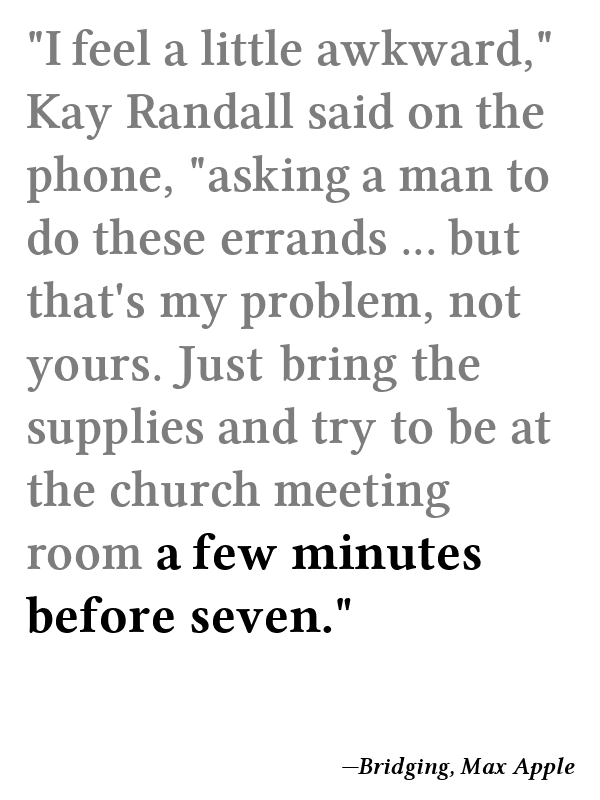 "I feel a little awkward,"
Kay Randall said on the
phone, "asking a man to
do these errands ... but
that's my problem, not
yours. Just bring the
supplies and try to be at
the church meeting
room a few minutes
before seven."
—Bridging, Max Apple